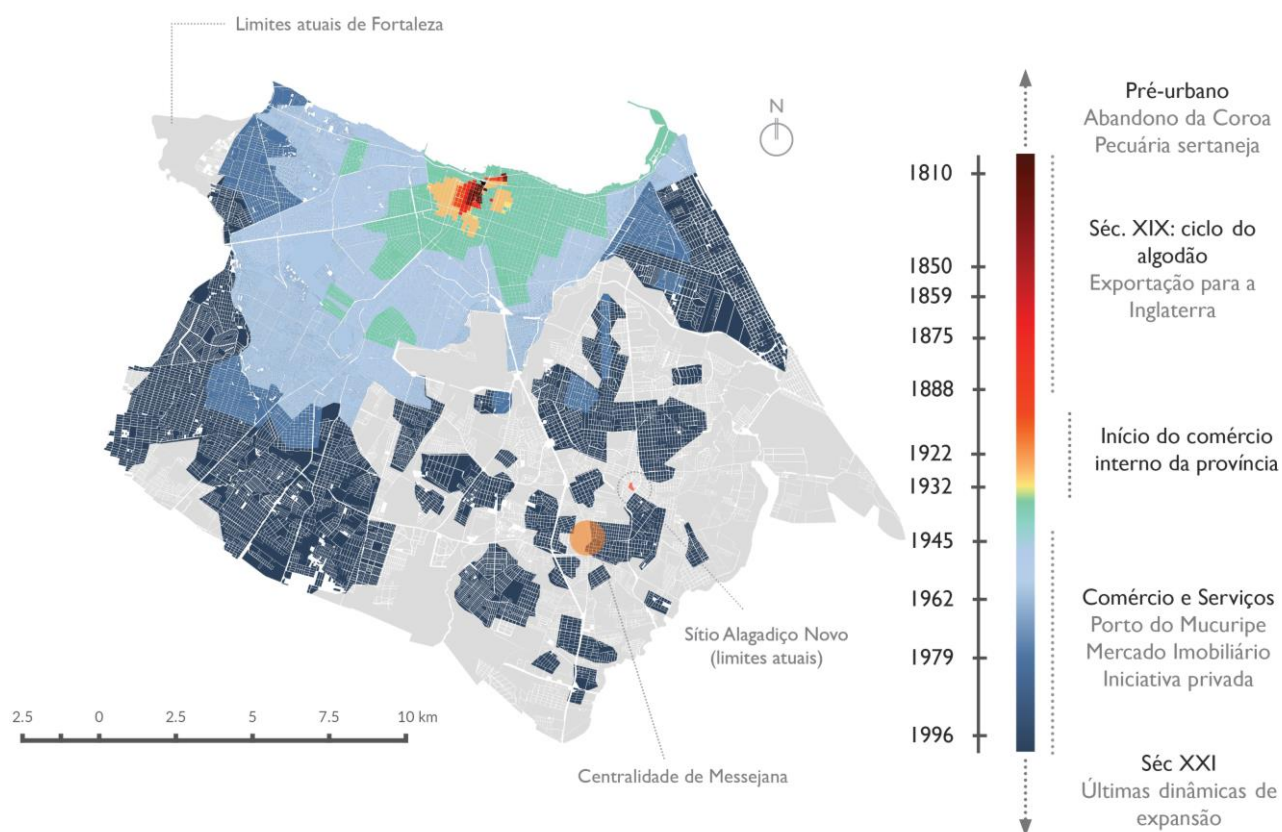 Limites atuais de Fortaleza
N
Sítio Alagadiço Novo
(limites atuais)
Centralidade de Messejana
2.5 0 2.5 5 7.5 10 km
1810
1850
1859
1875
1888
1922
1932
1945
1962
1979
1996
Pré-urbano
Abandono da Coroa
Pecuária sertaneja
Séc. XIX: ciclo do
algodão
Exportação para a
Inglaterra
Início do comércio
interno da província
Comércio e Serviços
Porto do Mucuripe
Mercado Imobiliário
Iniciativa privada
Séc XXI
Últimas dinâmicas de
expansão